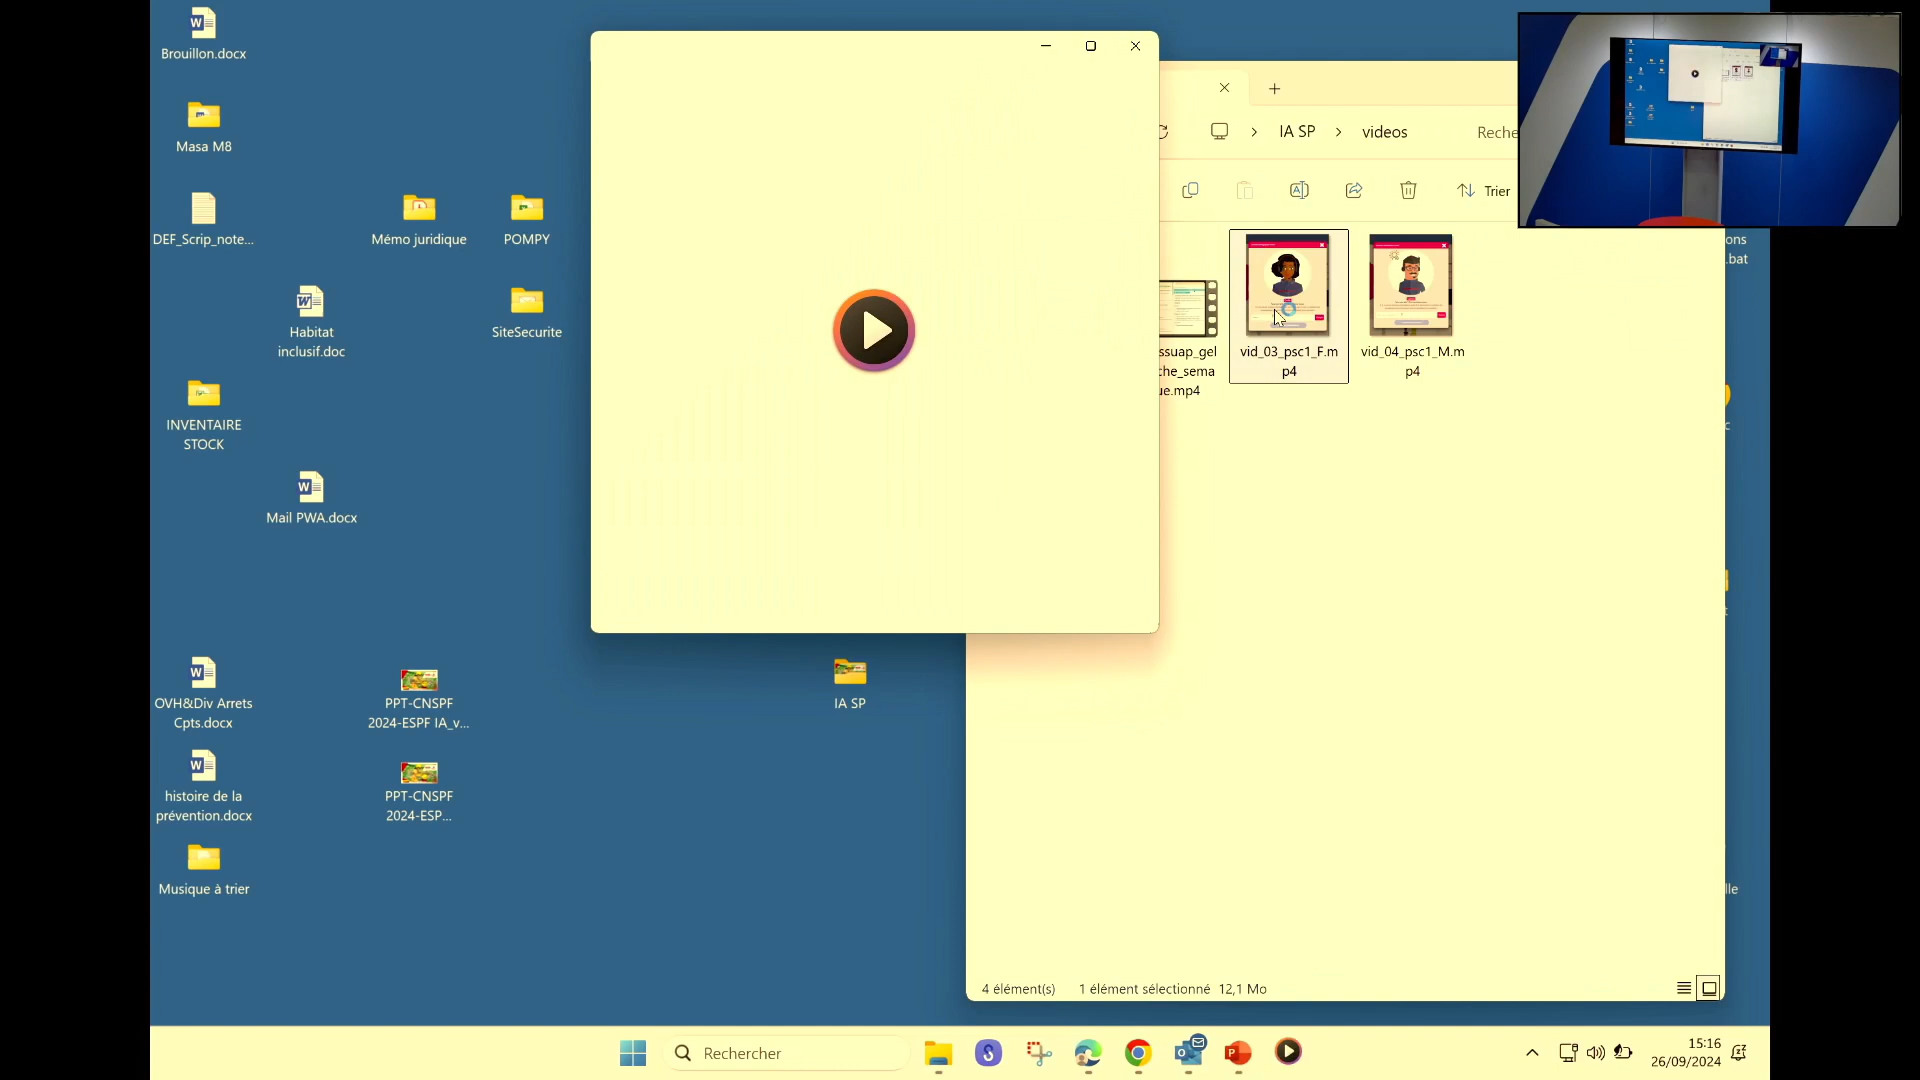 Brouillon.docx
Masa M8
DEF_Scrip_note...
Mémo juridique
POMPY
Habitat
inclusif.doc
SiteSecurite
INVENTAIRE
STOCK
Mail PWA.docx
OVH&Div Arrets
Cpts.docx
PPT-CNSPF
2024-ESPF IA_v...
histoire de la
prévention.docx
PPT-CNSPF
2024-ESP...
Musique à trier
IA SP
IA SP > videos
Reche
Trier
ssuap_gel
che_sema
ue.mp4
vid_03_psc1_F.m
p4
vid_04_psc1_M.m
p4
ons
.bat
c
t
lle
4 élément(s) 1 élément sélectionné 12,1 Mo
Rechercher
15:16
26/09/2024